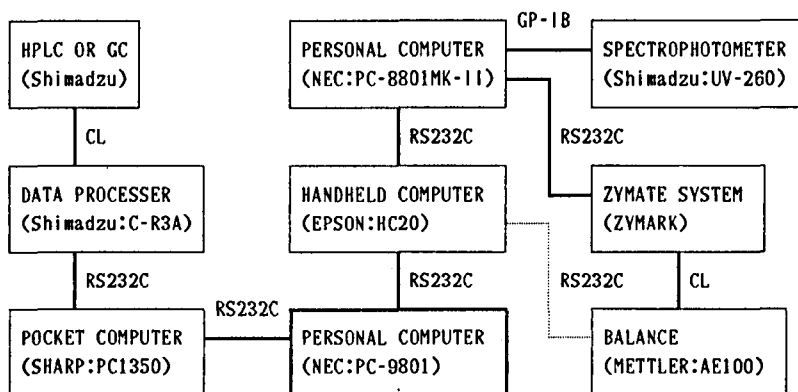 GP-IB
HPLC OR GC
(Shimadzu)
PERSONAL COMPUTER
(NEC:PC-8801MK-II)
SPECTROPHOTOMETER
(Shimadzu:UV-260)
CL
RS232C
RS232C
DATA PROCESSER
(Shimadzu:C-R3A)
HANDHELD COMPUTER
(EPSON:HC20)
ZYMATE SYSTEM
(ZYMARK)
RS232C
RS232C
RS232C
CL
RS232C
POCKET COMPUTER
(SHARP:PC1350)
PERSONAL COMPUTER
(NEC:PC-9801)
BALANCE
(METTLER:AE100)